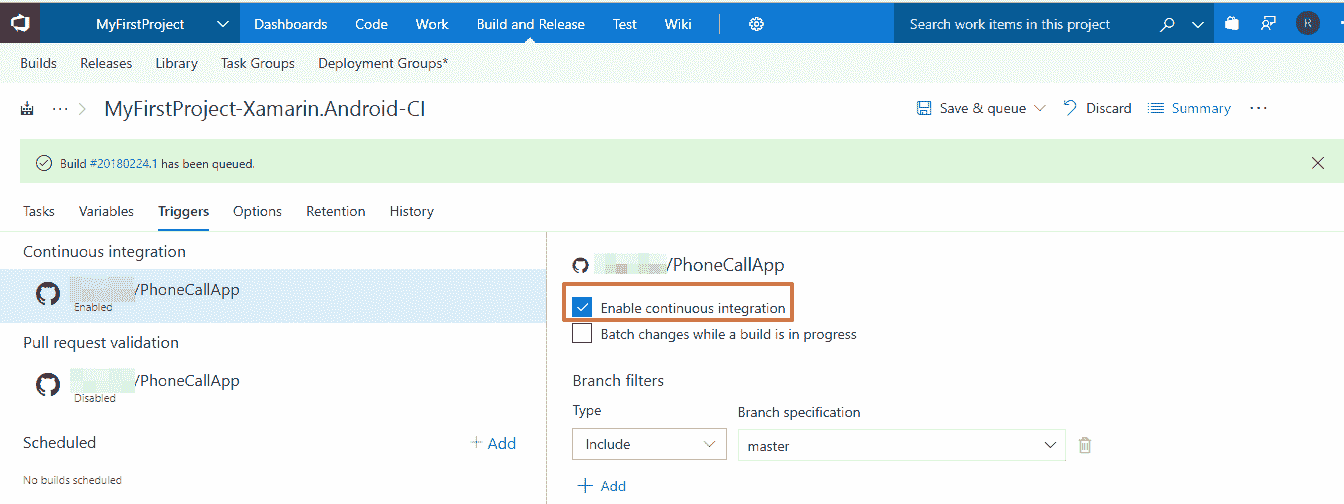 MyFirstProject Dashboards Code Work Build and Release Test Wiki Search work items in this project R
Builds Releases Library Task Groups Deployment Groups*
... MyFirstProject-Xamarin.Android-CI Save & queue Discard Summary ...
Build #20180224.1 has been queued.
Tasks Variables Triggers Options Retention History
Continuous integration
/PhoneCallApp
Enabled
Pull request validation
/PhoneCallApp
Disabled
Scheduled + Add
No builds scheduled
/PhoneCallApp
Enable continuous integration
Batch changes while a build is in progress
Branch filters
Type Branch specification
Include master
+ Add